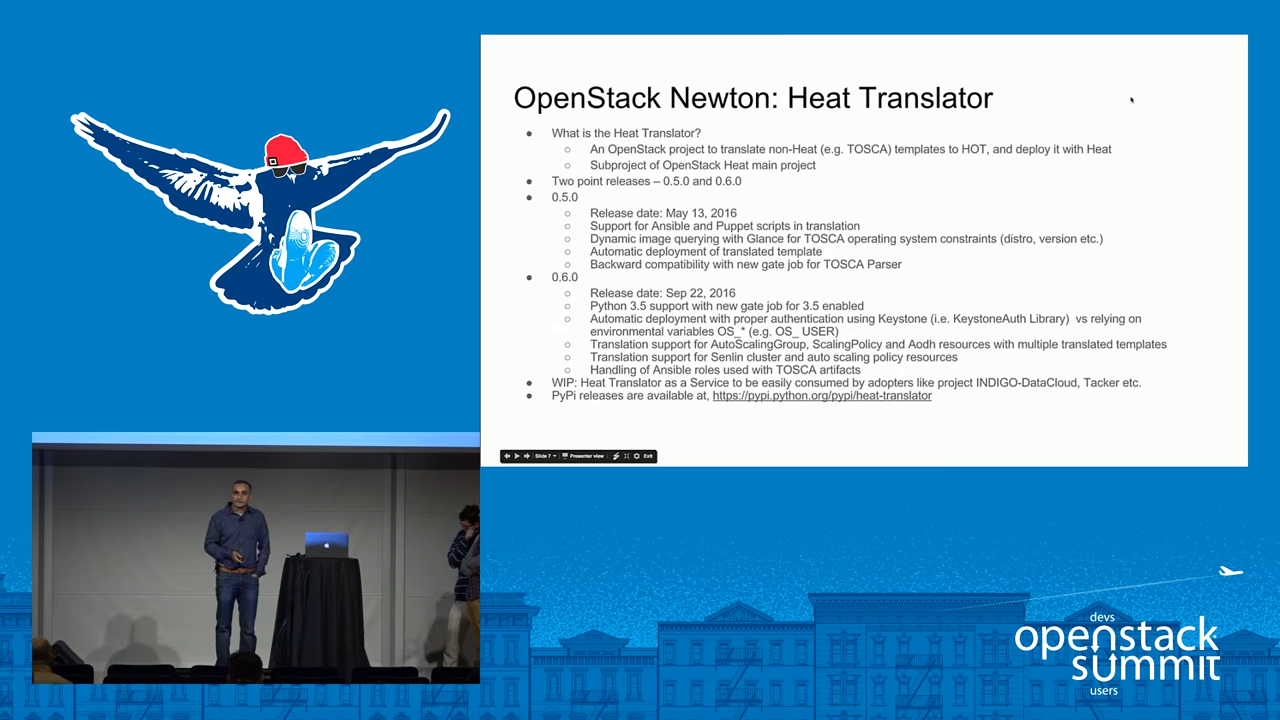 OpenStack Newton: Heat Translator
● What is the Heat Translator?
○ An OpenStack project to translate non-Heat (e.g. TOSCA) templates to HOT, and deploy it with Heat
○ Subproject of OpenStack Heat main project
● Two point releases – 0.5.0 and 0.6.0
● 0.5.0
○ Release date: May 13, 2016
○ Support for Ansible and Puppet scripts in translation
○ Dynamic image querying with Glance for TOSCA operating system constraints (distro, version etc.)
○ Automatic deployment of translated template
○ Backward compatibility with new gate job for TOSCA Parser
● 0.6.0
○ Release date: Sep 22, 2016
○ Python 3.5 support with new gate job for 3.5 enabled
○ Automatic deployment with proper authentication using Keystone (i.e. KeystoneAuth Library) vs relying on
environmental variables OS_* (e.g. OS_ USER)
○ Translation support for AutoScalingGroup, ScalingPolicy and Aodh resources with multiple translated templates
○ Translation support for Senlin cluster and auto scaling policy resources
○ Handling of Ansible roles used with TOSCA artifacts
● WIP: Heat Translator as a Service to be easily consumed by adopters like project INDIGO-DataCloud, Tacker etc.
● PyPi releases are available at, https://pypi.python.org/pypi/heat-translator
Slide 7 Presenter view Exit
devs
openstack
summit
users